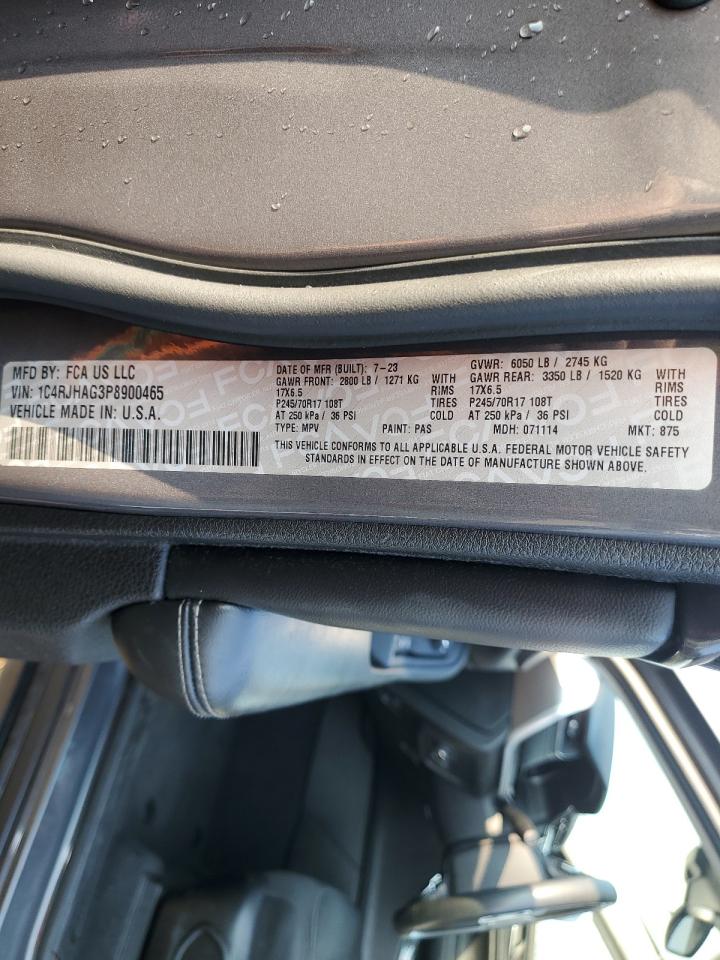 MFD BY: FCA US LLC
VIN: 1C4RJHAG3P8900465
VEHICLE MADE IN: U.S.A.
DATE OF MFR (BUILT): 7-23
GAWR FRONT: 2800 LB / 1271 KG WITH
17X6.5 RIMS
P245/70R17 108T TIRES
AT 250 kPa / 36 PSI COLD
TYPE: MPV PAINT: PAS
GVWR: 6050 LB / 2745 KG
GAWR REAR: 3350 LB / 1520 KG WITH
17X6.5 RIMS
P245/70R17 108T TIRES
AT 250 kPa / 36 PSI COLD
MDH: 071114 MKT: 875
THIS VEHICLE CONFORMS TO ALL APPLICABLE U.S.A. FEDERAL MOTOR VEHICLE SAFETY
STANDARDS IN EFFECT ON THE DATE OF MANUFACTURE SHOWN ABOVE.